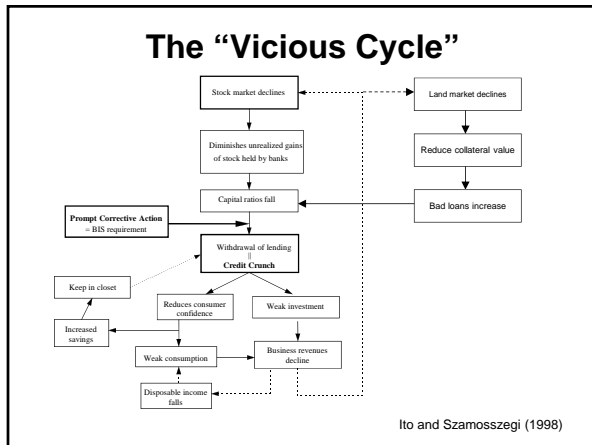 The “Vicious Cycle”
Stock market declines
Land market declines
Diminishes unrealized gains
of stock held by banks
Reduce collateral value
Capital ratios fall
Bad loans increase
Prompt Corrective Action
= BIS requirement
Withdrawal of lending
||
Credit Crunch
Keep in closet
Reduces consumer
confidence
Weak investment
Increased
savings
Weak consumption
Business revenues
decline
Disposable income
falls
Ito and Szamosszegi (1998)